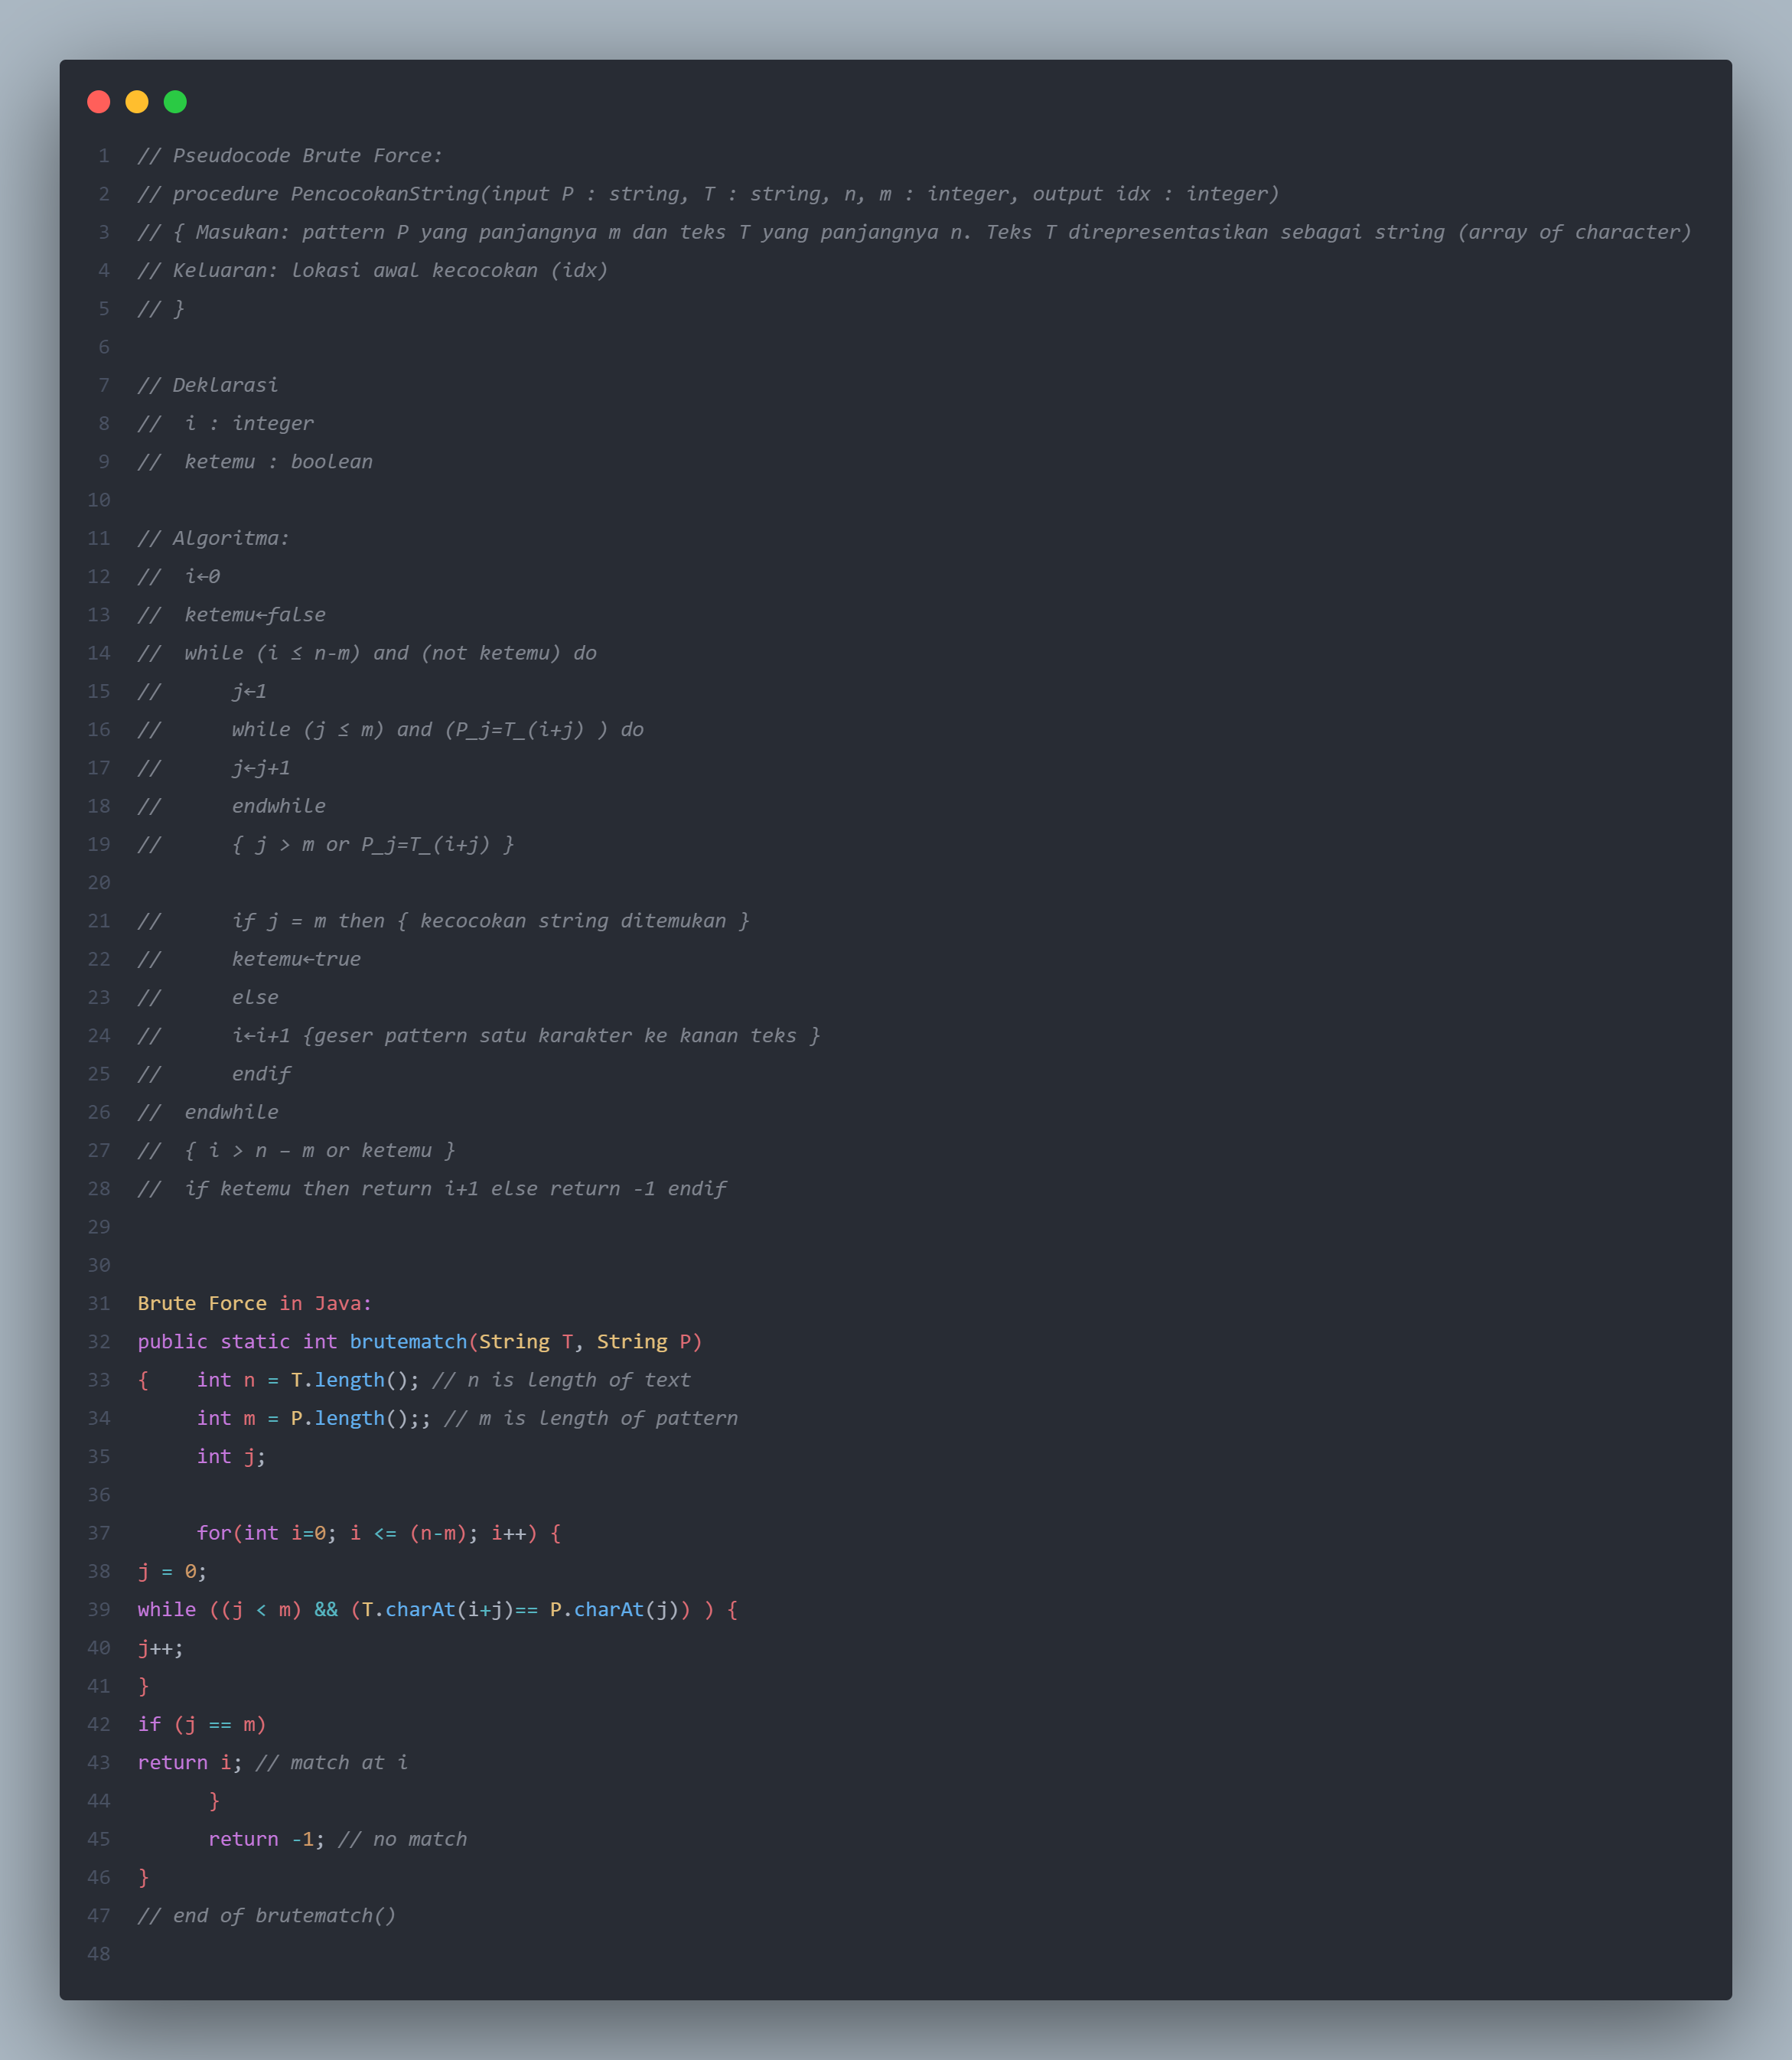 1 // Pseudocode Brute Force:
2 // procedure PencocokanString(input P : string, T : string, n, m : integer, output idx : integer)
3 // { Masukan: pattern P yang panjangnya m dan teks T yang panjangnya n. Teks T direpresentasikan sebagai string (array of character)
4 // Keluaran: lokasi awal kecocokan (idx)
5 // }
6
7 // Deklarasi
8 //  i : integer
9 //  ketemu : boolean
10
11 // Algoritma:
12 //  i←0
13 //  ketemu←false
14 //  while (i ≤ n-m) and (not ketemu) do
15 //      j←1
16 //      while (j ≤ m) and (P_j=T_(i+j) ) do
17 //      j←j+1
18 //      endwhile
19 //      { j > m or P_j=T_(i+j) }
20
21 //      if j = m then { kecocokan string ditemukan }
22 //      ketemu←true
23 //      else
24 //      i←i+1 {geser pattern satu karakter ke kanan teks }
25 //      endif
26 //  endwhile
27 //  { i > n – m or ketemu }
28 //  if ketemu then return i+1 else return -1 endif
29
30
31 Brute Force in Java:
32 public static int brutematch(String T, String P)
33 {    int n = T.length(); // n is length of text
34      int m = P.length();; // m is length of pattern
35      int j;
36
37      for(int i=0; i <= (n-m); i++) {
38 j = 0;
39 while ((j < m) && (T.charAt(i+j)== P.charAt(j)) ) {
40 j++;
41 }
42 if (j == m)
43 return i; // match at i
44       }
45       return -1; // no match
46 }
47 // end of brutematch()
48